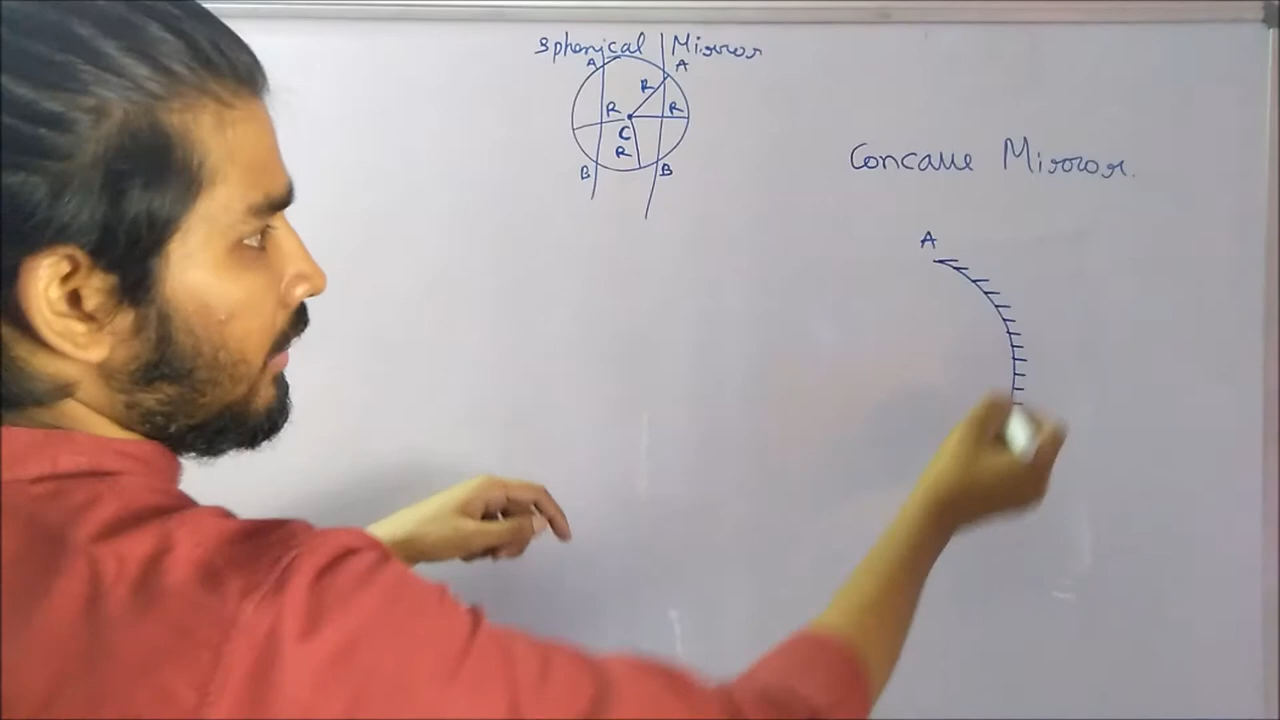 Spherical Mirror
A A
R
R R
C
R
B B
Concave Mirror.
A